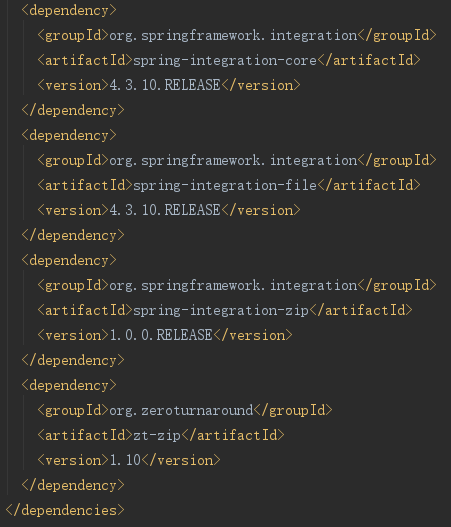 <dependency>
<groupId>org.springframework.integration</groupId>
<artifactId>spring-integration-core</artifactId>
<version>4.3.10.RELEASE</version>
</dependency>
<dependency>
<groupId>org.springframework.integration</groupId>
<artifactId>spring-integration-file</artifactId>
<version>4.3.10.RELEASE</version>
</dependency>
<dependency>
<groupId>org.springframework.integration</groupId>
<artifactId>spring-integration-zip</artifactId>
<version>1.0.0.RELEASE</version>
</dependency>
<dependency>
<groupId>org.zeroturnaround</groupId>
<artifactId>zt-zip</artifactId>
<version>1.10</version>
</dependency>
</dependencies>